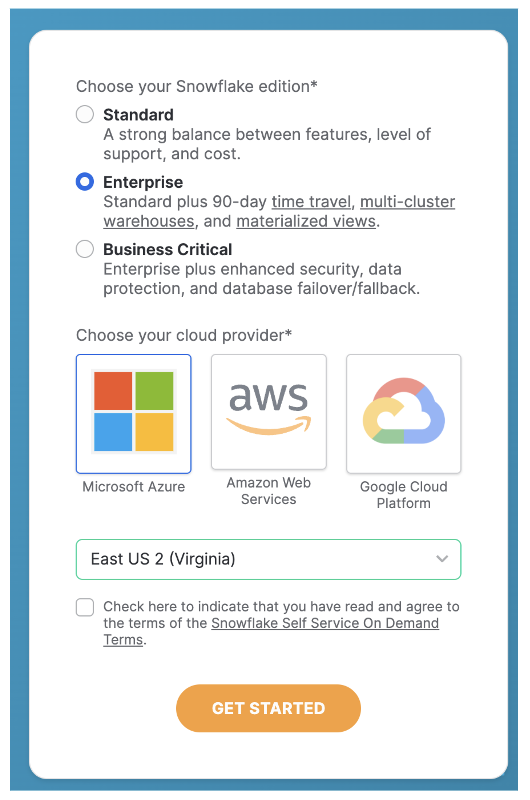 Choose your Snowflake edition*
Standard
A strong balance between features, level of
support, and cost.
Enterprise
Standard plus 90-day time travel, multi-cluster
warehouses, and materialized views.
Business Critical
Enterprise plus enhanced security, data
protection, and database failover/fallback.
Choose your cloud provider*
aws
Microsoft Azure
Amazon Web
Services
Google Cloud
Platform
East US 2 (Virginia)
Check here to indicate that you have read and agree to
the terms of the Snowflake Self Service On Demand
Terms.
GET STARTED